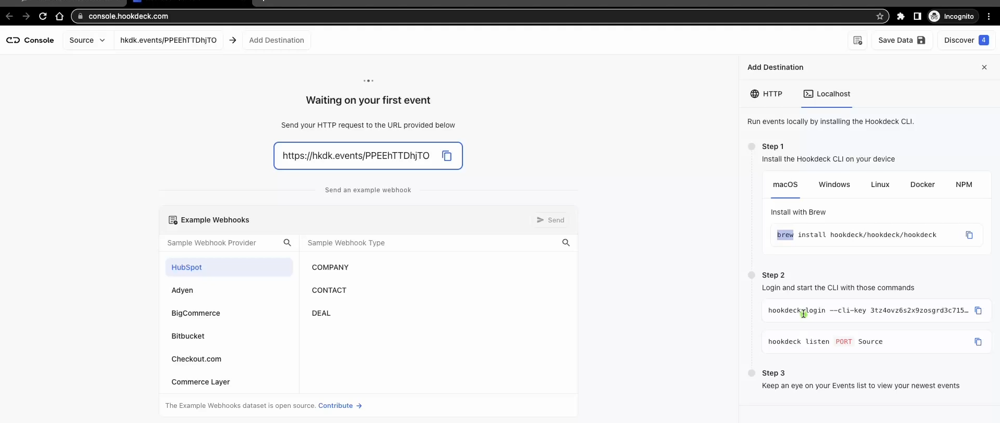 console.hookdeck.com
Incognito
Console
Source
hkdk.events/PPEEhTTDhjTO
Add Destination
Save Data
Discover 4
Waiting on your first event
Send your HTTP request to the URL provided below
https://hkdk.events/PPEEhTTDhjTO
Send an example webhook
Example Webhooks
Send
Sample Webhook Provider
Sample Webhook Type
HubSpot
Adyen
BigCommerce
Bitbucket
Checkout.com
Commerce Layer
COMPANY
CONTACT
DEAL
The Example Webhooks dataset is open source. Contribute →
Add Destination
HTTP
Localhost
Run events locally by installing the Hookdeck CLI.
Step 1
Install the Hookdeck CLI on your device
macOS Windows Linux Docker NPM
Install with Brew
brew install hookdeck/hookdeck/hookdeck
Step 2
Login and start the CLI with those commands
hookdeck login --cli-key 3tz4ovz6s2x9zosgrd3c715…
hookdeck listen PORT Source
Step 3
Keep an eye on your Events list to view your newest events